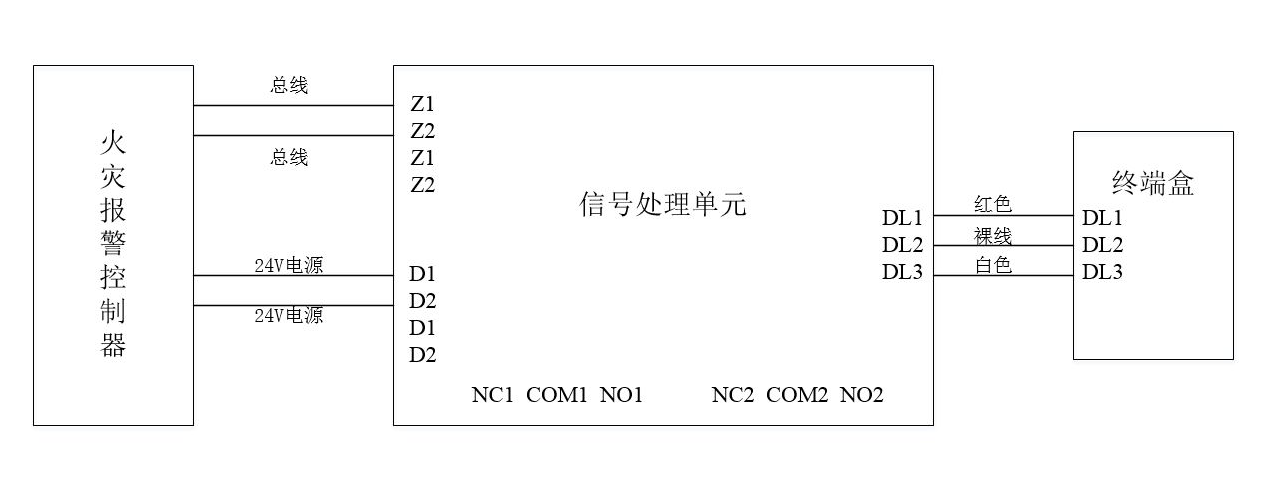 火灾报警控制器
总线
总线
24V电源
24V电源
Z1
Z2
Z1
Z2
D1
D2
D1
D2
信号处理单元
NC1 COM1 NO1
NC2 COM2 NO2
DL1
DL2
DL3
红色
裸线
白色
终端盒
DL1
DL2
DL3